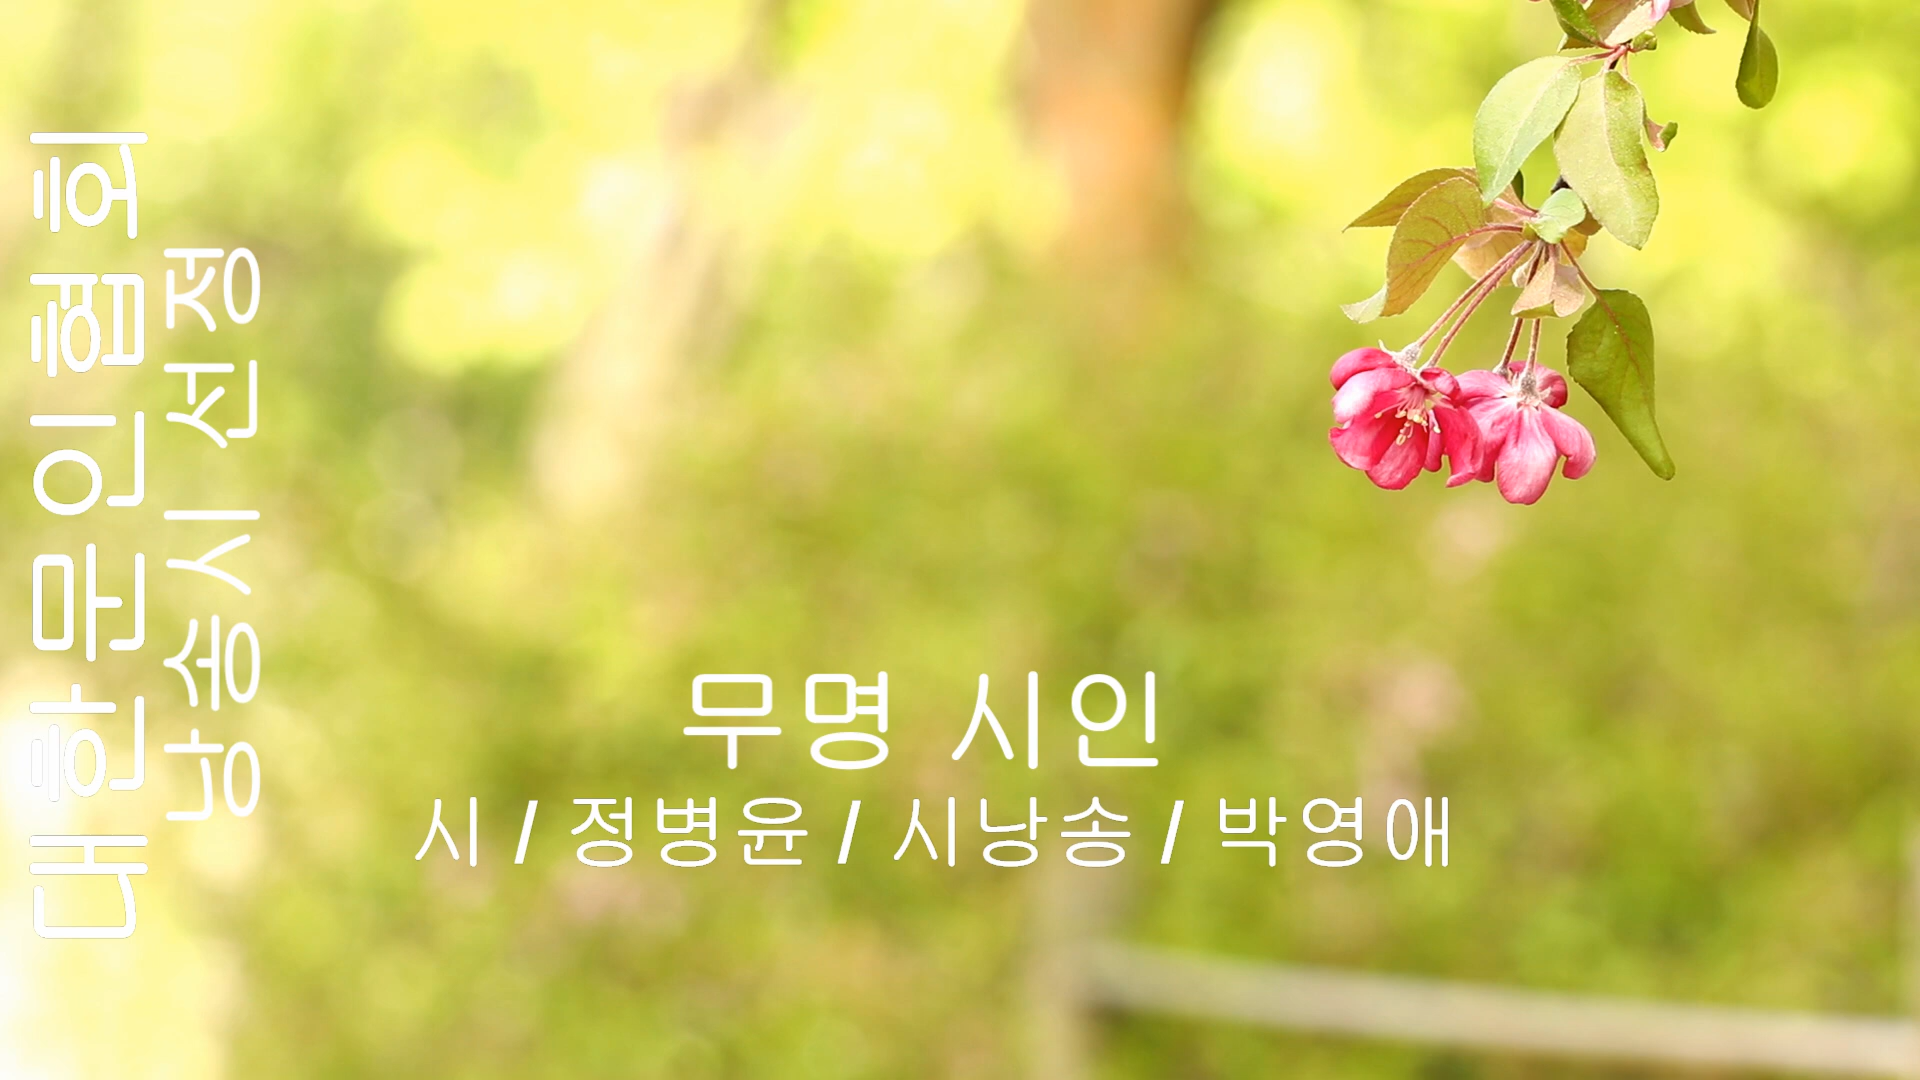 대한문인협회
낭송시 선정
무명 시인
시 / 정병윤 / 시낭송 / 박영애